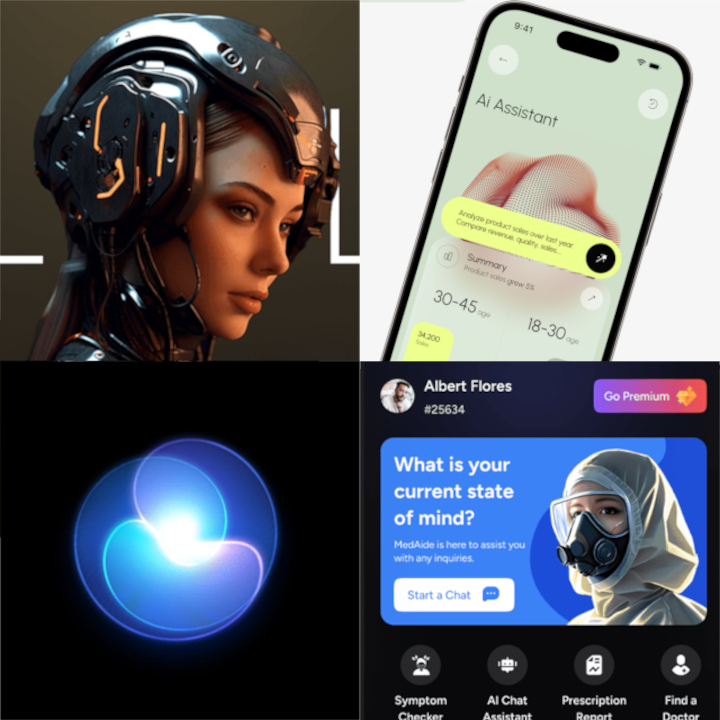 9:41
Ai Assistant
Analyze product sales over last year
Compare revenue, quality, sales...
Summary
Product sales grew 5%
30-45 age
18-30 age
34,200
Sales
Albert Flores
#25634
Go Premium
What is your
current state
of mind?
MedAide is here to assist you
with any inquiries.
Start a Chat
Symptom
Checker
AI Chat
Assistant
Prescription
Report
Find a
Doctor